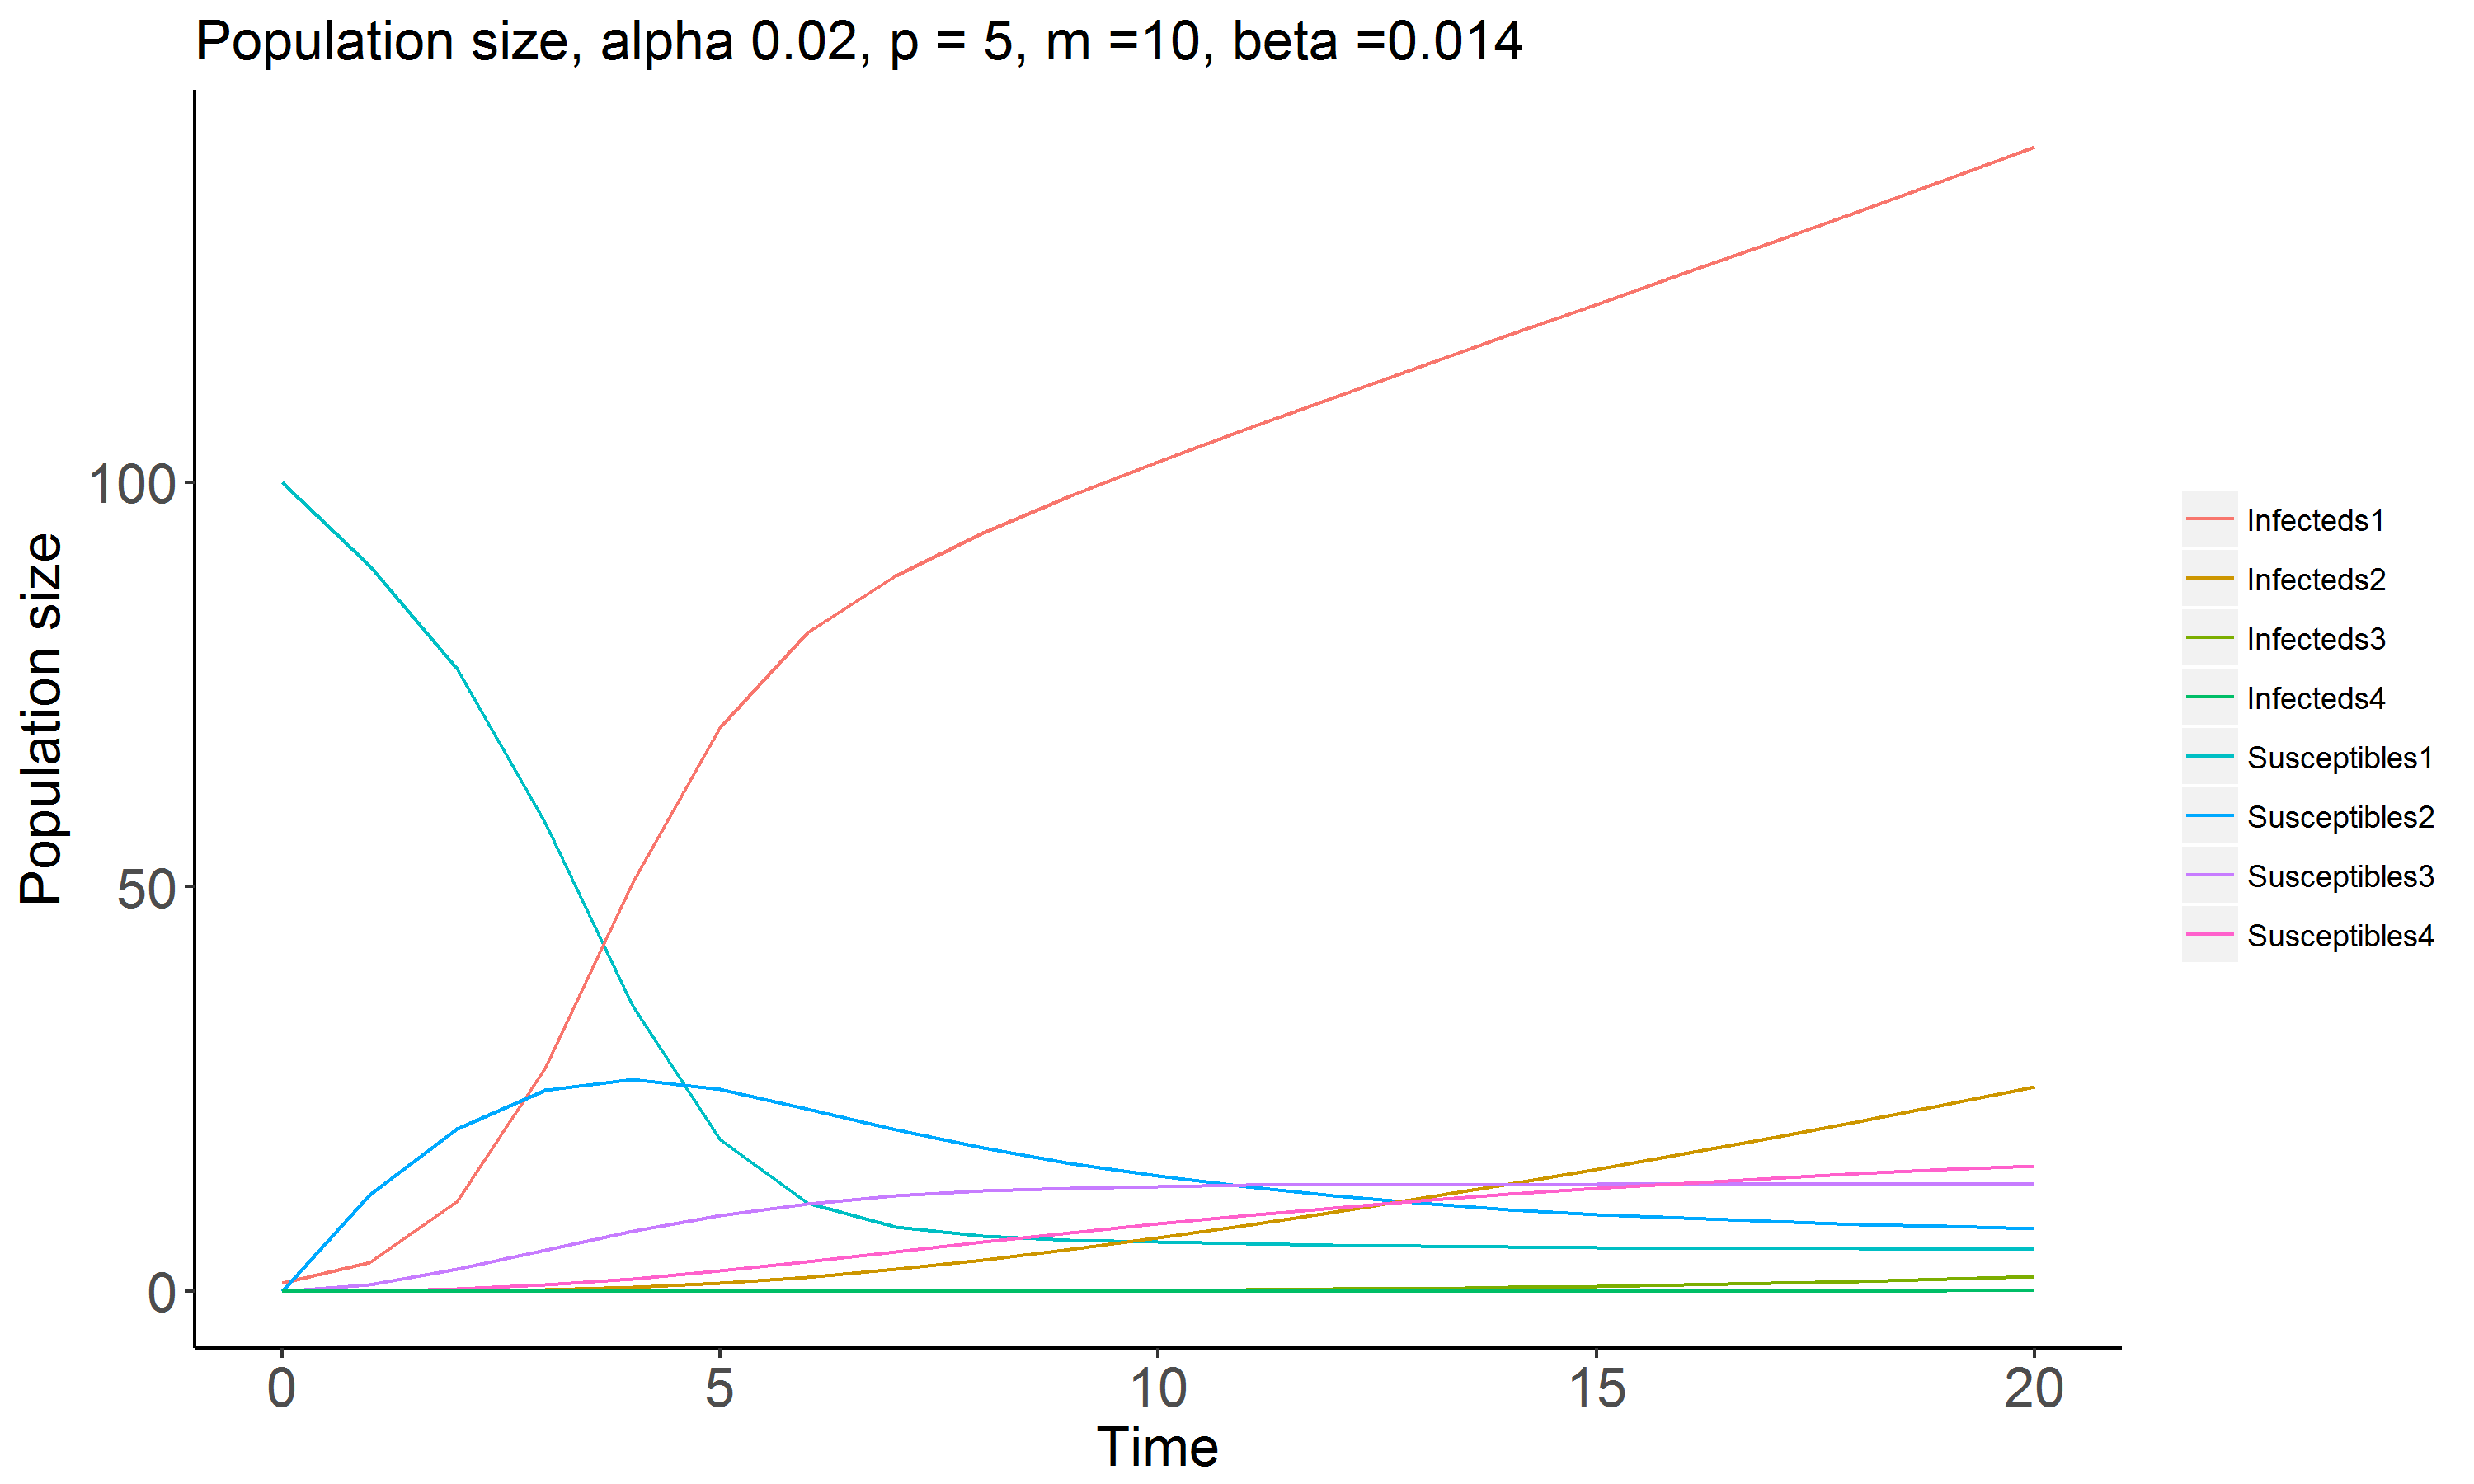 Population size, alpha 0.02, p = 5, m =10, beta =0.014
Population size
100
50
0
0 5 10 15 20
Time
Infecteds1
Infecteds2
Infecteds3
Infecteds4
Susceptibles1
Susceptibles2
Susceptibles3
Susceptibles4